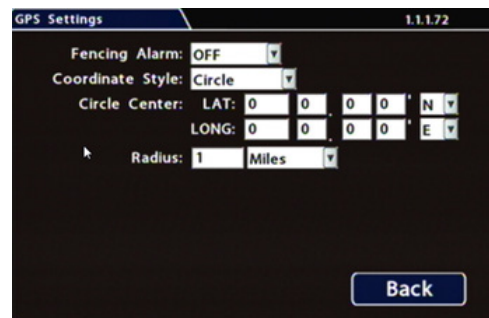 GPS Settings 1.1.1.72
Fencing Alarm: OFF
Coordinate Style: Circle
Circle Center: LAT: 0 0 . 0 0 ' N
LONG: 0 0 . 0 0 ' E
Radius: 1 Miles
Back